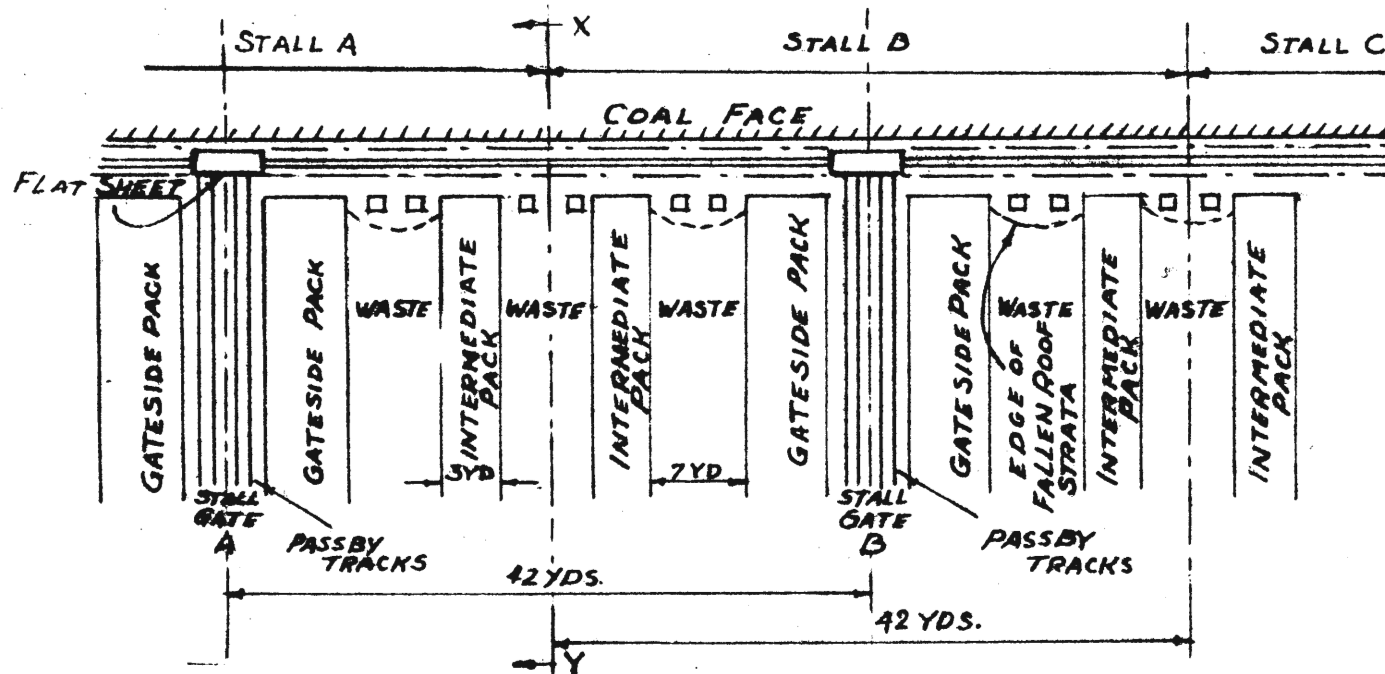 X
STALL A
STALL B
STALL C
COAL FACE
FLAT SHEET
GATESIDE PACK
GATESIDE PACK
WASTE
INTERMEDIATE
PACK
WASTE
INTERMEDIATE
PACK
WASTE
GATESIDE PACK
GATESIDE PACK
WASTE
EDGE OF
FALLEN ROOF
STRATA
INTERMEDIATE
PACK
WASTE
INTERMEDIATE
PACK
3YD
7YD
STALL
GATE
A
PASSBY
TRACKS
STALL
GATE
B
PASSBY
TRACKS
42 YDS.
42 YDS.
Y